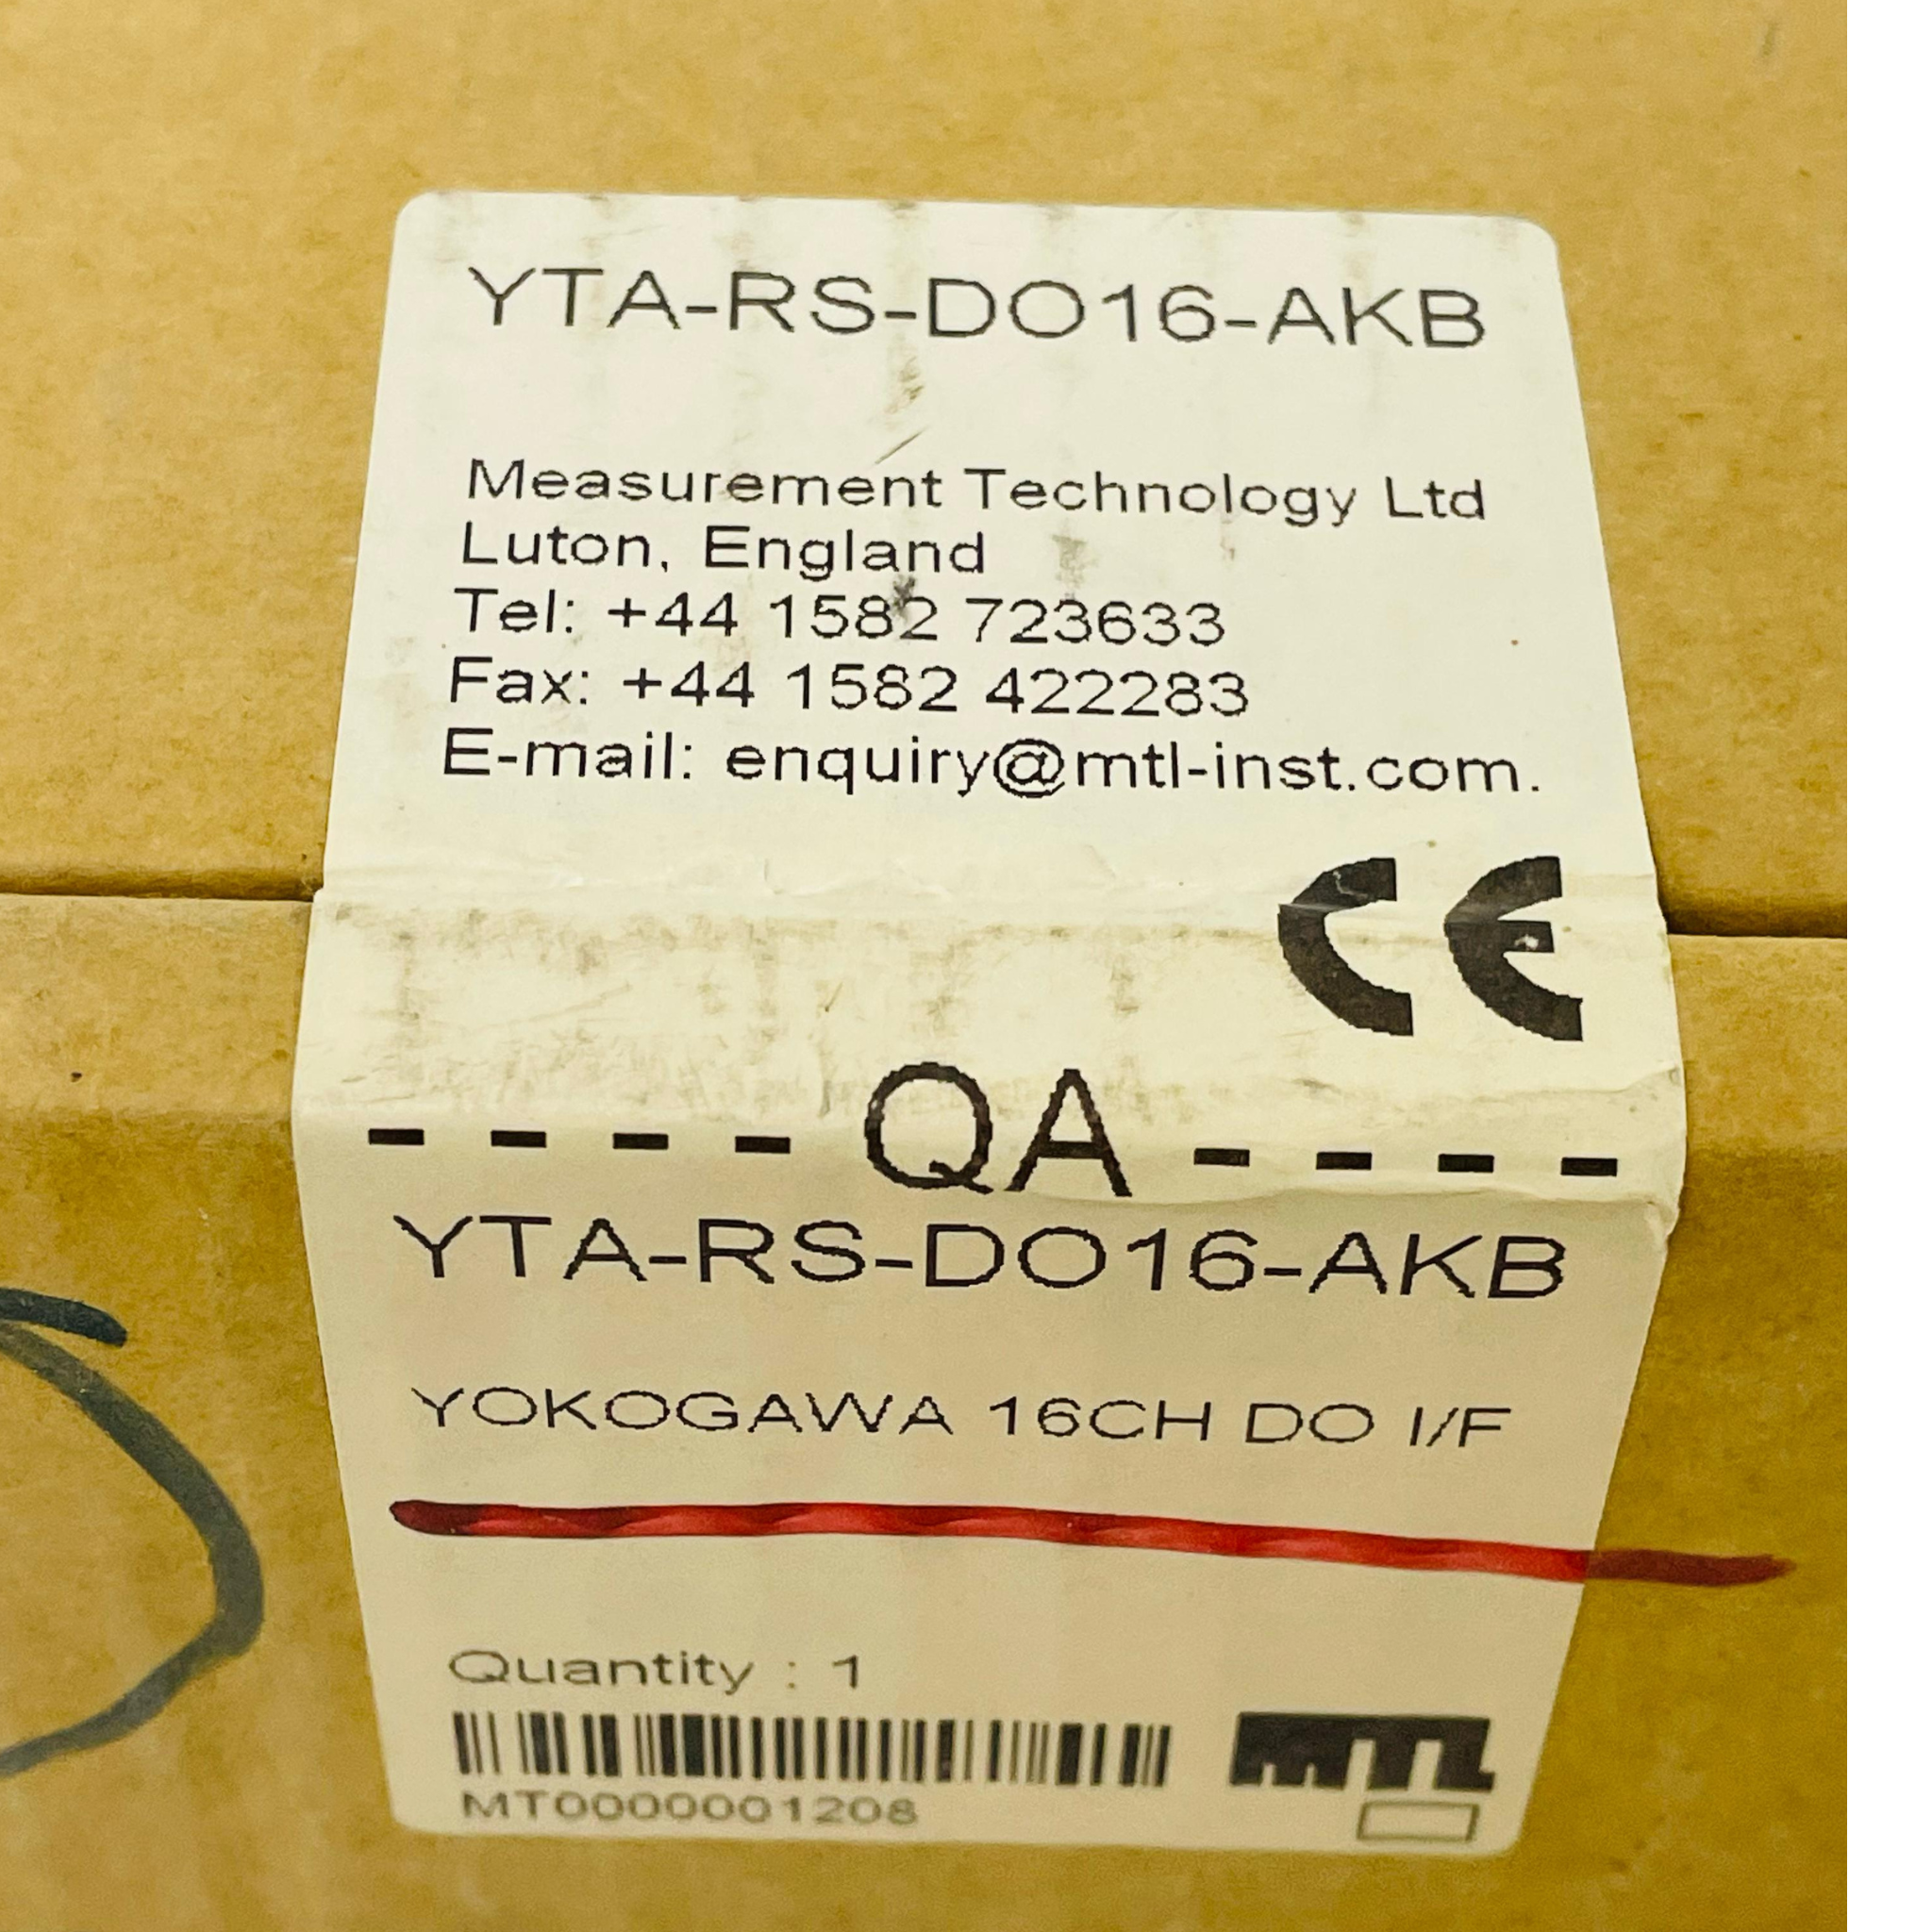 YTA-RS-DO16-AKB
Measurement Technology Ltd
Luton, England
Tel: +44 1582 723633
Fax: +44 1582 422283
E-mail: enquiry@mtl-inst.com.
CE
- - - - QA - - - -
YTA-RS-DO16-AKB
YOKOGAWA 16CH DO I/F
Quantity : 1
MT0000001208
MTL